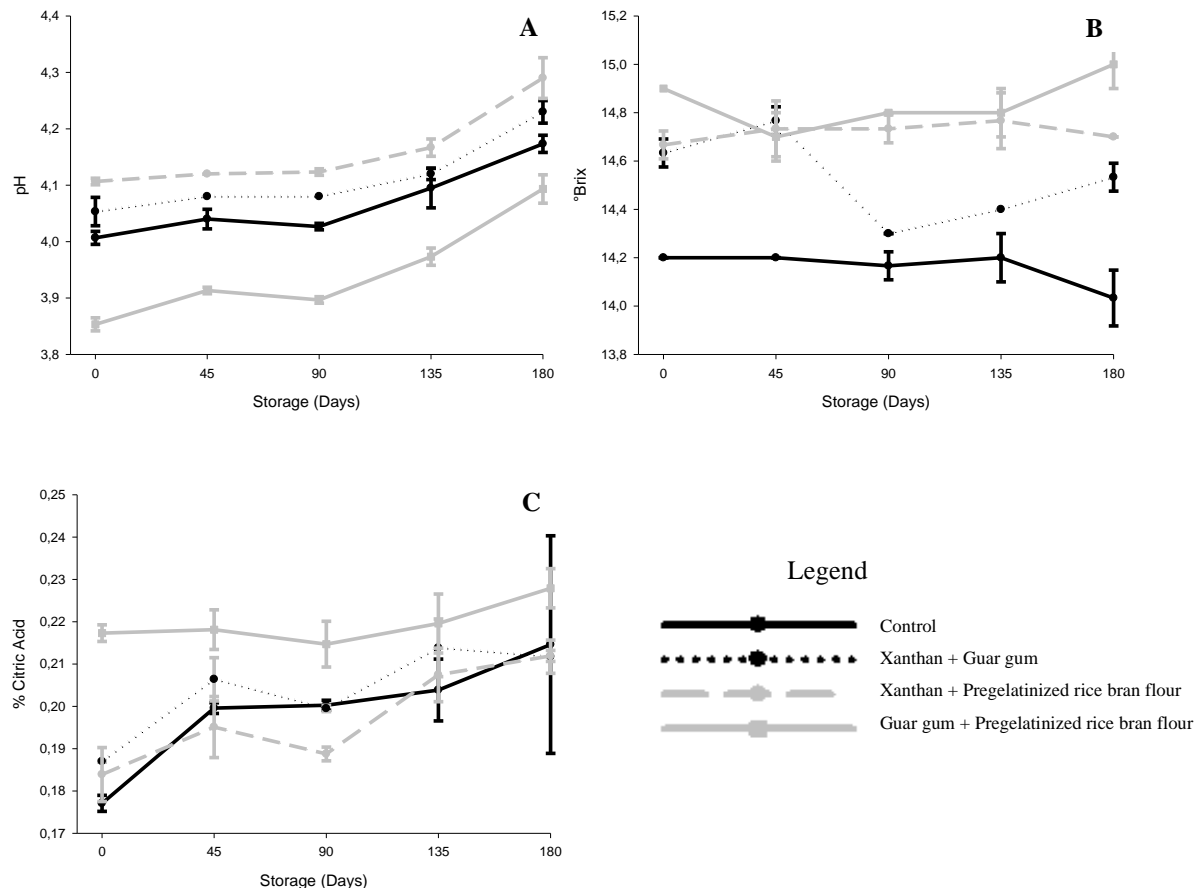 A
4,4
4,3
4,2
4,1
4,0
3,9
3,8
pH
0 45 90 135 180
Storage (Days)
B
15,2
15,0
14,8
14,6
14,4
14,2
14,0
13,8
°Brix
0 45 90 135 180
Storage (Days)
C
0,25
0,24
0,23
0,22
0,21
0,20
0,19
0,18
0,17
% Citric Acid
0 45 90 135 180
Storage (Days)
Legend
Control
Xanthan + Guar gum
Xanthan + Pregelatinized rice bran flour
Guar gum + Pregelatinized rice bran flour